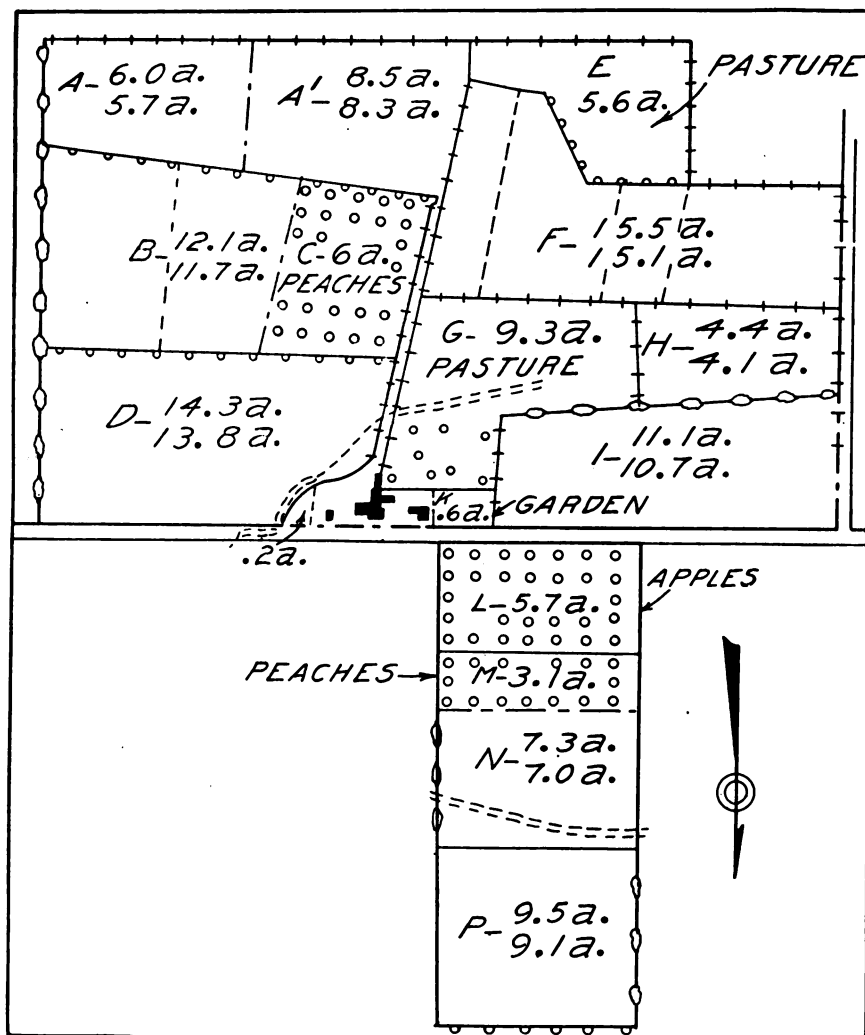 A- 6.0a.
5.7a.
A'- 8.5a.
8.3a.
E
5.6a.
PASTURE
B- 12.1a.
11.7a.
C-6a.
PEACHES
F- 15.5a.
15.1a.
G- 9.3a.
PASTURE
H- 4.4a.
4.1a.
D- 14.3a.
13.8a.
I- 11.1a.
10.7a.
K
.6a.
GARDEN
.2a.
L-5.7a.
APPLES
PEACHES
M-3.1a.
N- 7.3a.
7.0a.
P- 9.5a.
9.1a.